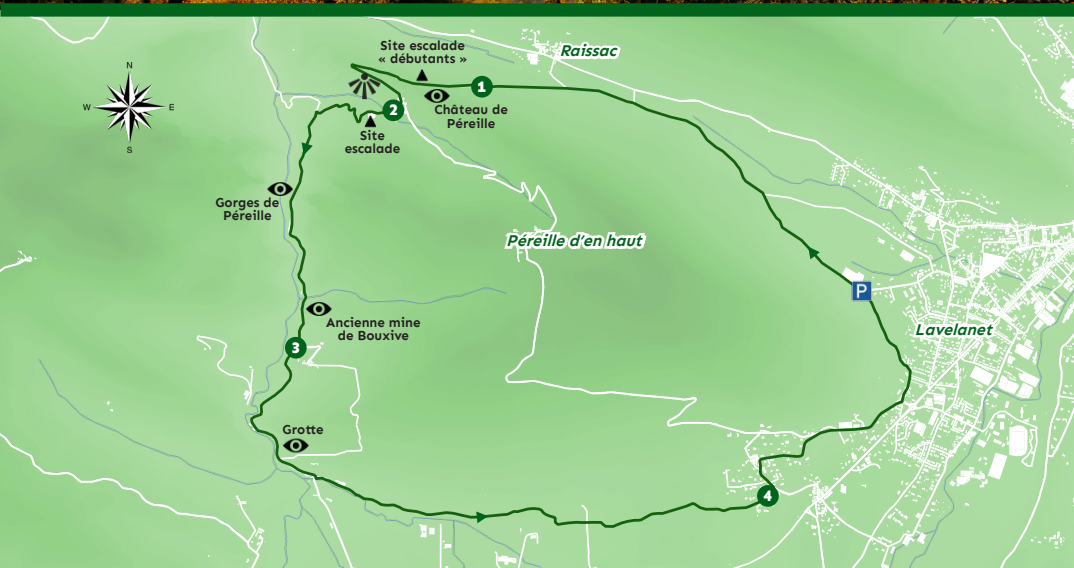 Site escalade
« débutants »
Raissac
N
W
E
S
1
Château de
Péreille
2
Site
escalade
Gorges de
Péreille
Péreille d'en haut
P
Lavelanet
Ancienne mine
de Bouxive
3
Grotte
4